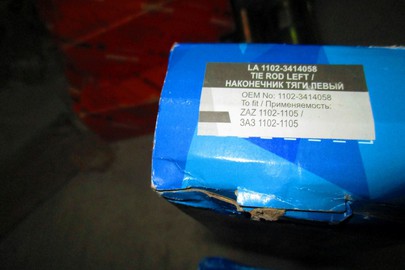 LA 1102-3414058
TIE ROD LEFT /
НАКОНЕЧНИК ТЯГИ ЛЕВЫЙ
OEM No: 1102-3414058
To fit / Применяемость:
ZAZ 1102-1105 /
ЗАЗ 1102-1105